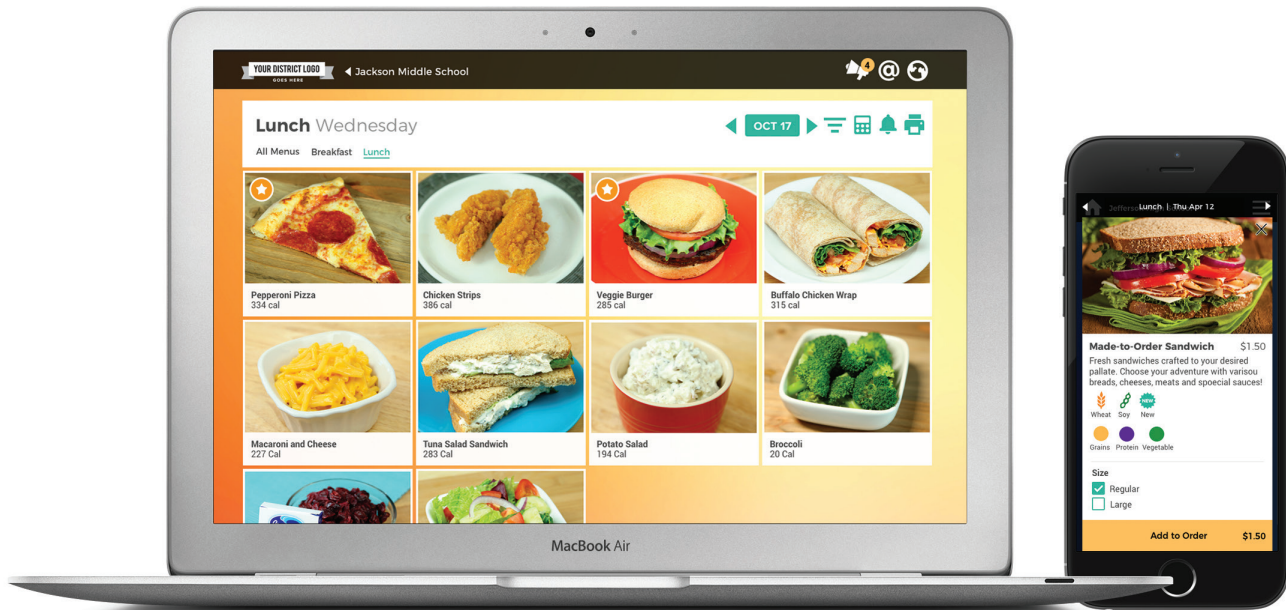 YOUR DISTRICT LOGO
GOES HERE
Jackson Middle School
4
Lunch Wednesday
OCT 17
All Menus Breakfast Lunch
Pepperoni Pizza
334 cal
Chicken Strips
386 cal
Veggie Burger
285 cal
Buffalo Chicken Wrap
315 cal
Macaroni and Cheese
227 Cal
Tuna Salad Sandwich
283 Cal
Potato Salad
194 Cal
Broccoli
20 Cal
MacBook Air
Lunch | Thu Apr 12
Made-to-Order Sandwich $1.50
Fresh sandwiches crafted to your desired
pallate. Choose your adventure with varisou
breads, cheeses, meats and spoecial sauces!
NEW
Wheat Soy New
Grains Protein Vegetable
Size
Regular
Large
Add to Order $1.50